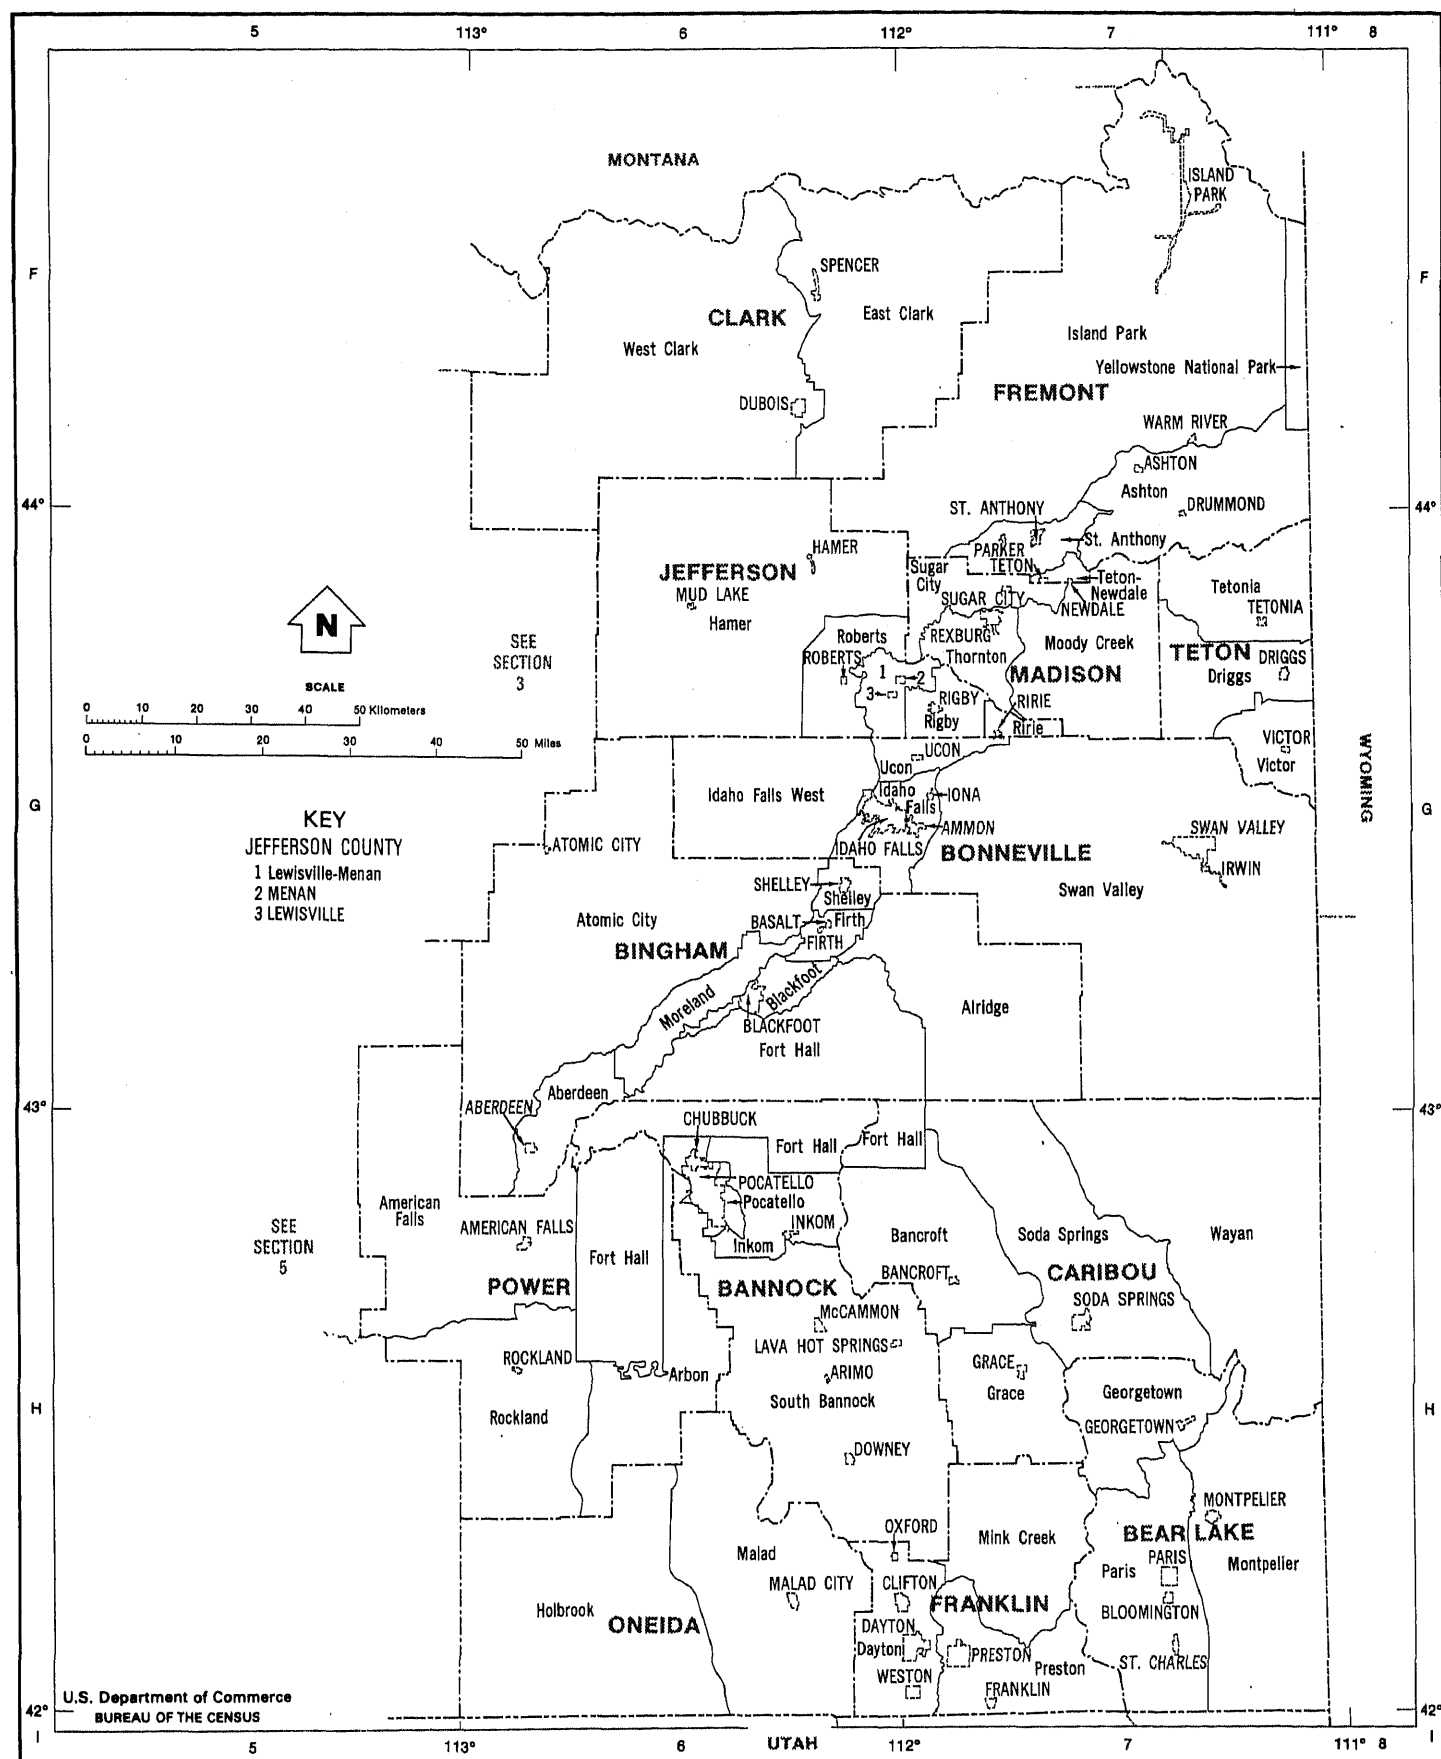 5 113° 6 112° 7 111° 8
MONTANA
ISLAND
PARK
F
F
SPENCER
CLARK
East Clark
West Clark
Island Park
Yellowstone National Park
FREMONT
DUBOIS
WARM RIVER
ASHTON
Ashton
44°
44°
ST. ANTHONY
DRUMMOND
St. Anthony
HAMER
PARKER
TETON
Sugar
City
JEFFERSON
MUD LAKE
Hamer
Teton-
Newdale
NEWDALE
SUGAR CITY
Tetonia
TETONIA
N
SEE
SECTION
3
Roberts
ROBERTS
REXBURG
Thornton
Moody Creek
MADISON
TETON
DRIGGS
Driggs
1
2
3
RIGBY
Rigby
RIRIE
Ririe
SCALE
0 10 20 30 40 50 Kilometers
0 10 20 30 40 50 Miles
UCON
Ucon
VICTOR
Victor
WYOMING
G
G
Idaho Falls West
Idaho
Falls
IONA
AMMON
IDAHO FALLS
BONNEVILLE
SWAN VALLEY
IRWIN
Swan Valley
KEY
JEFFERSON COUNTY
1 Lewisville-Menan
2 MENAN
3 LEWISVILLE
ATOMIC CITY
SHELLEY
Shelley
Atomic City
BASALT
Firth
FIRTH
BINGHAM
Moreland
Blackfoot
BLACKFOOT
Fort Hall
Alridge
Aberdeen
ABERDEEN
43°
43°
CHUBBUCK
Fort Hall
Fort Hall
POCATELLO
Pocatello
American
Falls
AMERICAN FALLS
SEE
SECTION
5
Fort Hall
Inkom
INKOM
Bancroft
BANCROFT
Soda Springs
Wayan
POWER
BANNOCK
CARIBOU
SODA SPRINGS
McCAMMON
LAVA HOT SPRINGS
ROCKLAND
Arbon
ARIMO
GRACE
Grace
Georgetown
H
H
Rockland
South Bannock
GEORGETOWN
DOWNEY
MONTPELIER
OXFORD
Mink Creek
BEAR LAKE
Malad
Paris
PARIS
Montpelier
MALAD CITY
CLIFTON
FRANKLIN
BLOOMINGTON
Holbrook
ONEIDA
DAYTON
Dayton
PRESTON
Preston
ST. CHARLES
WESTON
FRANKLIN
U.S. Department of Commerce
BUREAU OF THE CENSUS
42°
42°
I
I
5 113° 6 UTAH 112° 7 111° 8